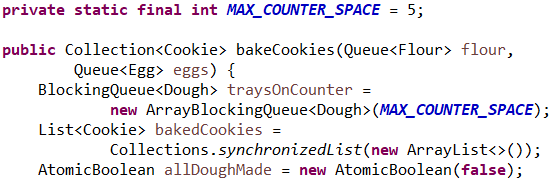 private static final int MAX_COUNTER_SPACE = 5;
public Collection<Cookie> bakeCookies(Queue<Flour> flour,
Queue<Egg> eggs) {
BlockingQueue<Dough> traysOnCounter =
new ArrayBlockingQueue<Dough>(MAX_COUNTER_SPACE);
List<Cookie> bakedCookies =
Collections.synchronizedList(new ArrayList<>());
AtomicBoolean allDoughMade = new AtomicBoolean(false);